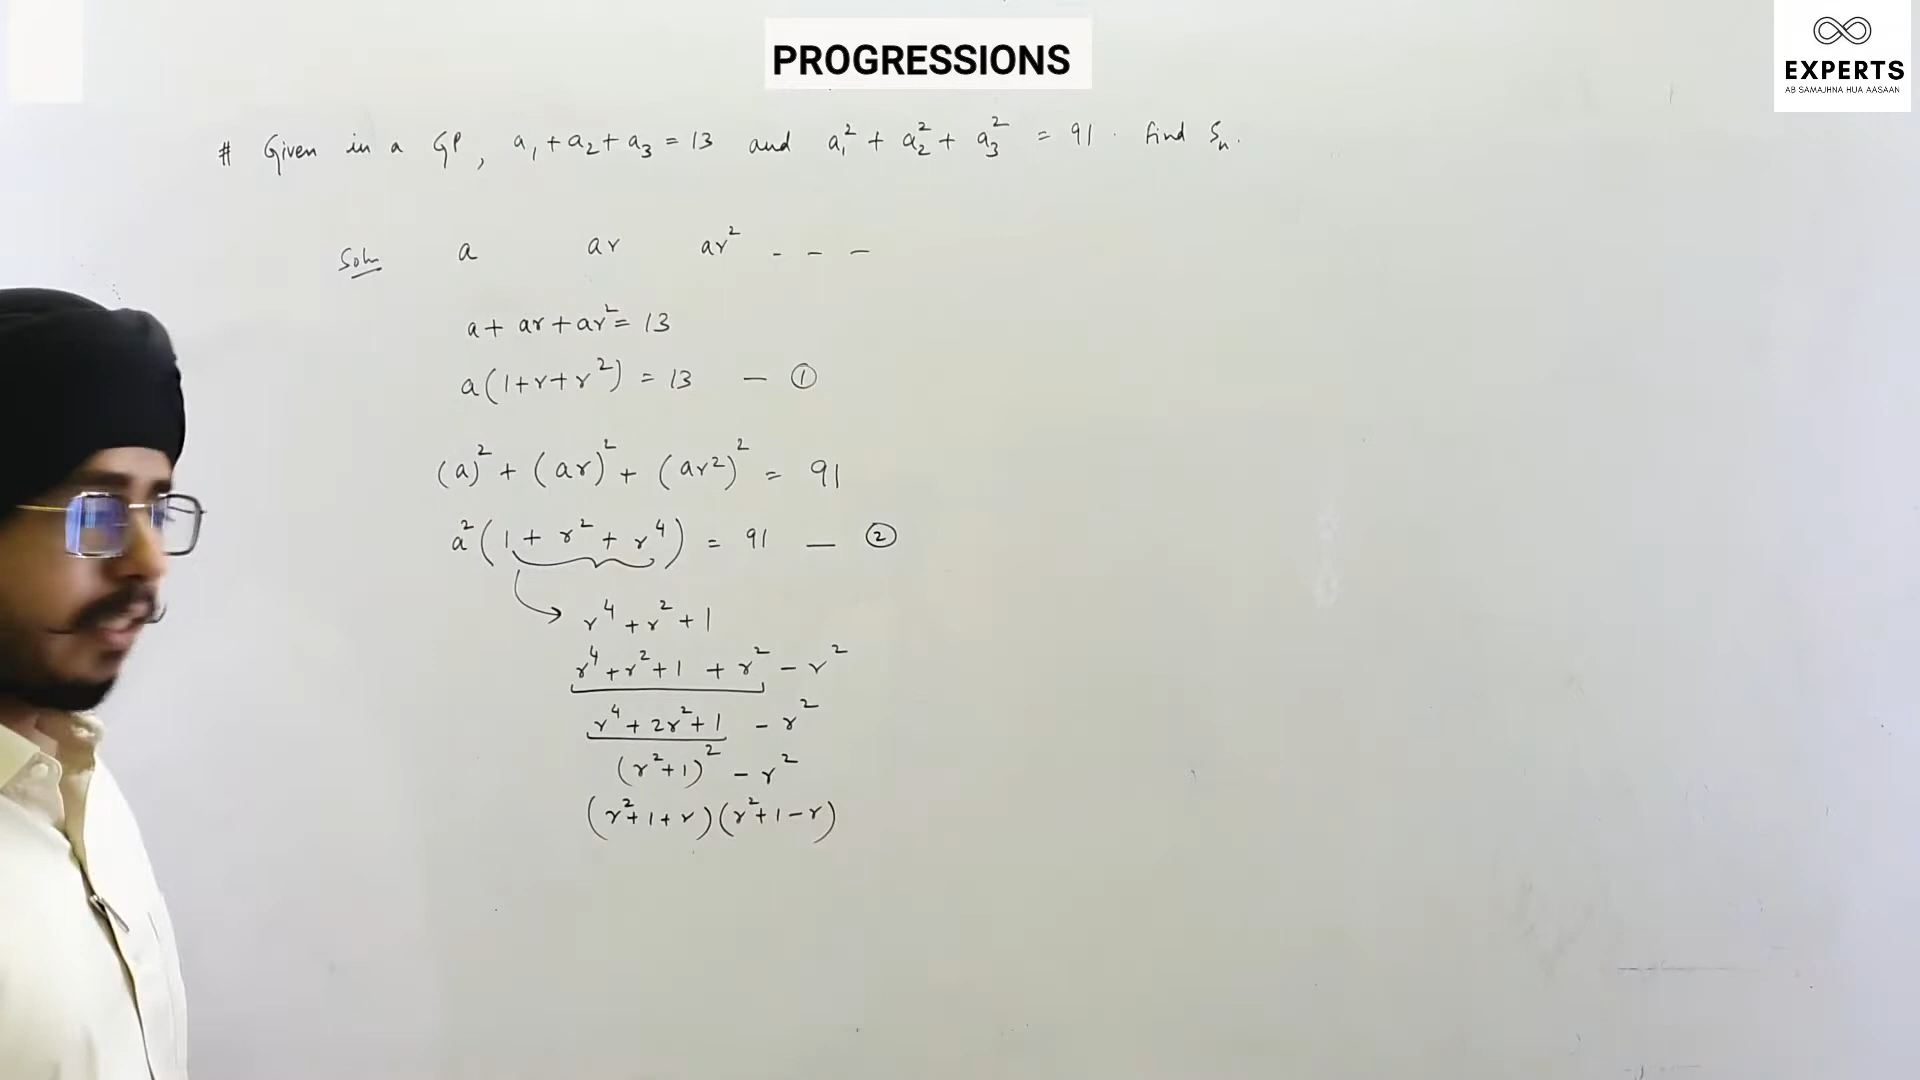 PROGRESSIONS
EXPERTS
AB SAMAJHNA HUA AASAAN
# Given in a GP, a₁ + a₂ + a₃ = 13 and a₁² + a₂² + a₃² = 91 . find Sₙ.
Soln a ar ar² - - -
a + ar + ar² = 13
a(1+r+r²) = 13 — ①
(a)² + (ar)² + (ar²)² = 91
a²(1 + r² + r⁴) = 91 — ②
r⁴ + r² + 1
r⁴ + r² + 1 + r² - r²
r⁴ + 2r² + 1 - r²
(r²+1)² - r²
(r²+1+r)(r²+1-r)